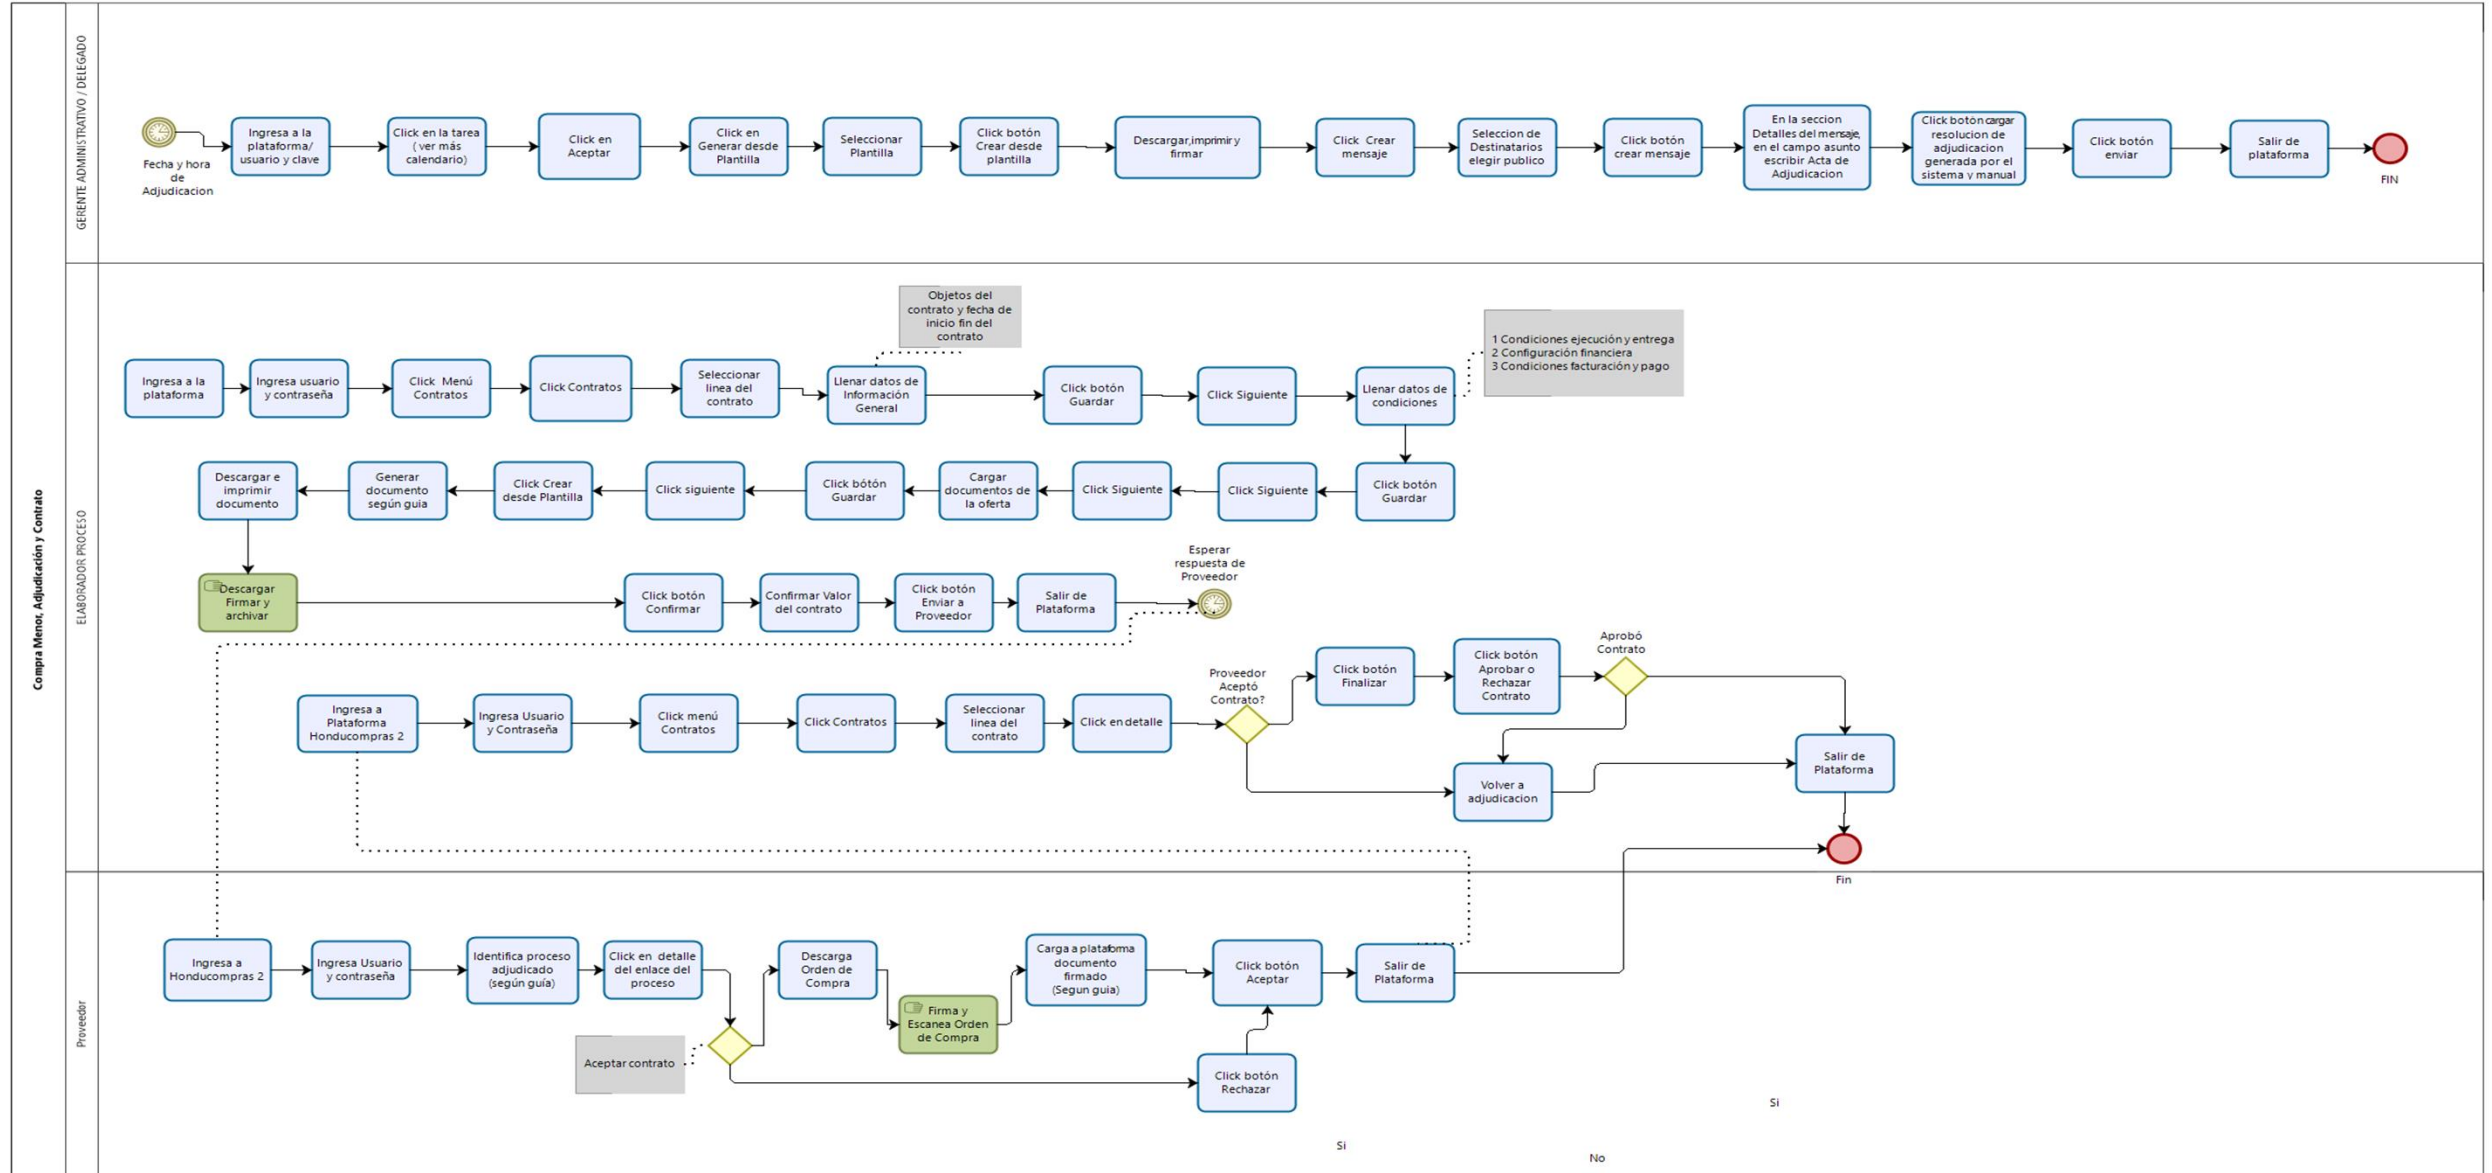 Compra Menor, Adjudicación y Contrato
GERENTE ADMINISTRATIVO / DELEGADO
Fecha y hora
de
Adjudicacion
Ingresa a la
plataforma/
usuario y clave
Click en la tarea
( ver más
calendario)
Click en
Aceptar
Click en
Generar desde
Plantilla
Seleccionar
Plantilla
Click botón
Crear desde
plantilla
Descargar,imprimir y
firmar
Click Crear
mensaje
Seleccion de
Destinatarios
elegir publico
Click botón
crear mensaje
En la seccion
Detalles del mensaje,
en el campo asunto
escribir Acta de
Adjudicacion
Click botón cargar
resolucion de
adjudicacion
generada por el
sistema y manual
Click botón
enviar
Salir de
plataforma
FIN
ELABORADOR PROCESO
Objetos del
contrato y fecha de
inicio fin del
contrato
1 Condiciones ejecución y entrega
2 Configuración financiera
3 Condiciones facturación y pago
Ingresa a la
plataforma
Ingresa usuario
y contraseña
Click Menú
Contratos
Click Contratos
Seleccionar
linea del
contrato
Llenar datos de
Información
General
Click botón
Guardar
Click Siguiente
Llenar datos de
condiciones
Descargar e
imprimir
documento
Generar
documento
según guia
Click Crear
desde Plantilla
Click siguiente
Click bótón
Guardar
Cargar
documentos de
la oferta
Click Siguiente
Click Siguiente
Click botón
Guardar
Descargar
Firmar y
archivar
Click botón
Confirmar
Confirmar Valor
del contrato
Click botón
Enviar a
Proveedor
Salir de
Plataforma
Esperar
respuesta de
Proveedor
Ingresa a
Plataforma
Honducompras 2
Ingresa Usuario
y Contraseña
Click menú
Contratos
Click Contratos
Seleccionar
linea del
contrato
Click en detalle
Proveedor
Aceptó
Contrato?
Click botón
Finalizar
Click botón
Aprobar o
Rechazar
Contrato
Aprobó
Contrato
Volver a
adjudicacion
Salir de
Plataforma
Fin
Proveedor
Ingresa a
Honducompras 2
Ingresa Usuario
y contraseña
Identifica proceso
adjudicado
(según guía)
Click en detalle
del enlace del
proceso
Aceptar contrato
Descarga
Orden de
Compra
Firma y
Escanea Orden
de Compra
Carga a plataforma
documento
firmado
(Segun guia)
Click botón
Aceptar
Salir de
Plataforma
Click botón
Rechazar
Si
Si
No